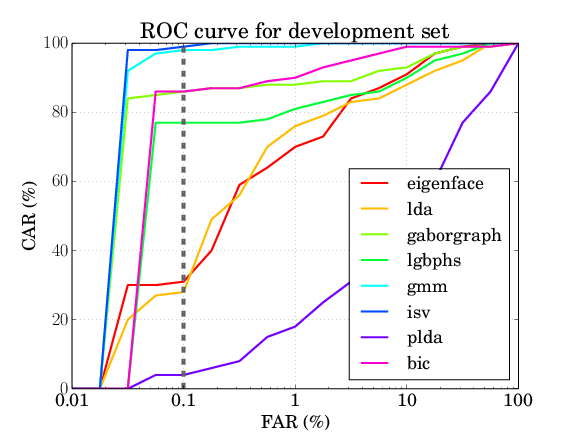 ROC curve for development set
100
80
60
40
20
0
CAR (%)
0.01 0.1 1 10 100
FAR (%)
eigenface
lda
gaborgraph
lgbphs
gmm
isv
plda
bic